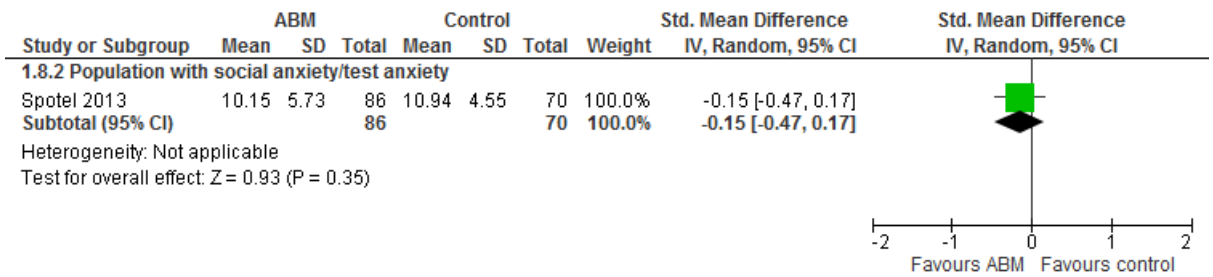 ABM Control Std. Mean Difference Std. Mean Difference
Study or Subgroup Mean SD Total Mean SD Total Weight IV, Random, 95% CI IV, Random, 95% CI
1.8.2 Population with social anxiety/test anxiety
Spotel 2013 10.15 5.73 86 10.94 4.55 70 100.0% -0.15 [-0.47, 0.17]
Subtotal (95% CI) 86 70 100.0% -0.15 [-0.47, 0.17]
Heterogeneity: Not applicable
Test for overall effect: Z = 0.93 (P = 0.35)
-2 -1 0 1 2
Favours ABM Favours control